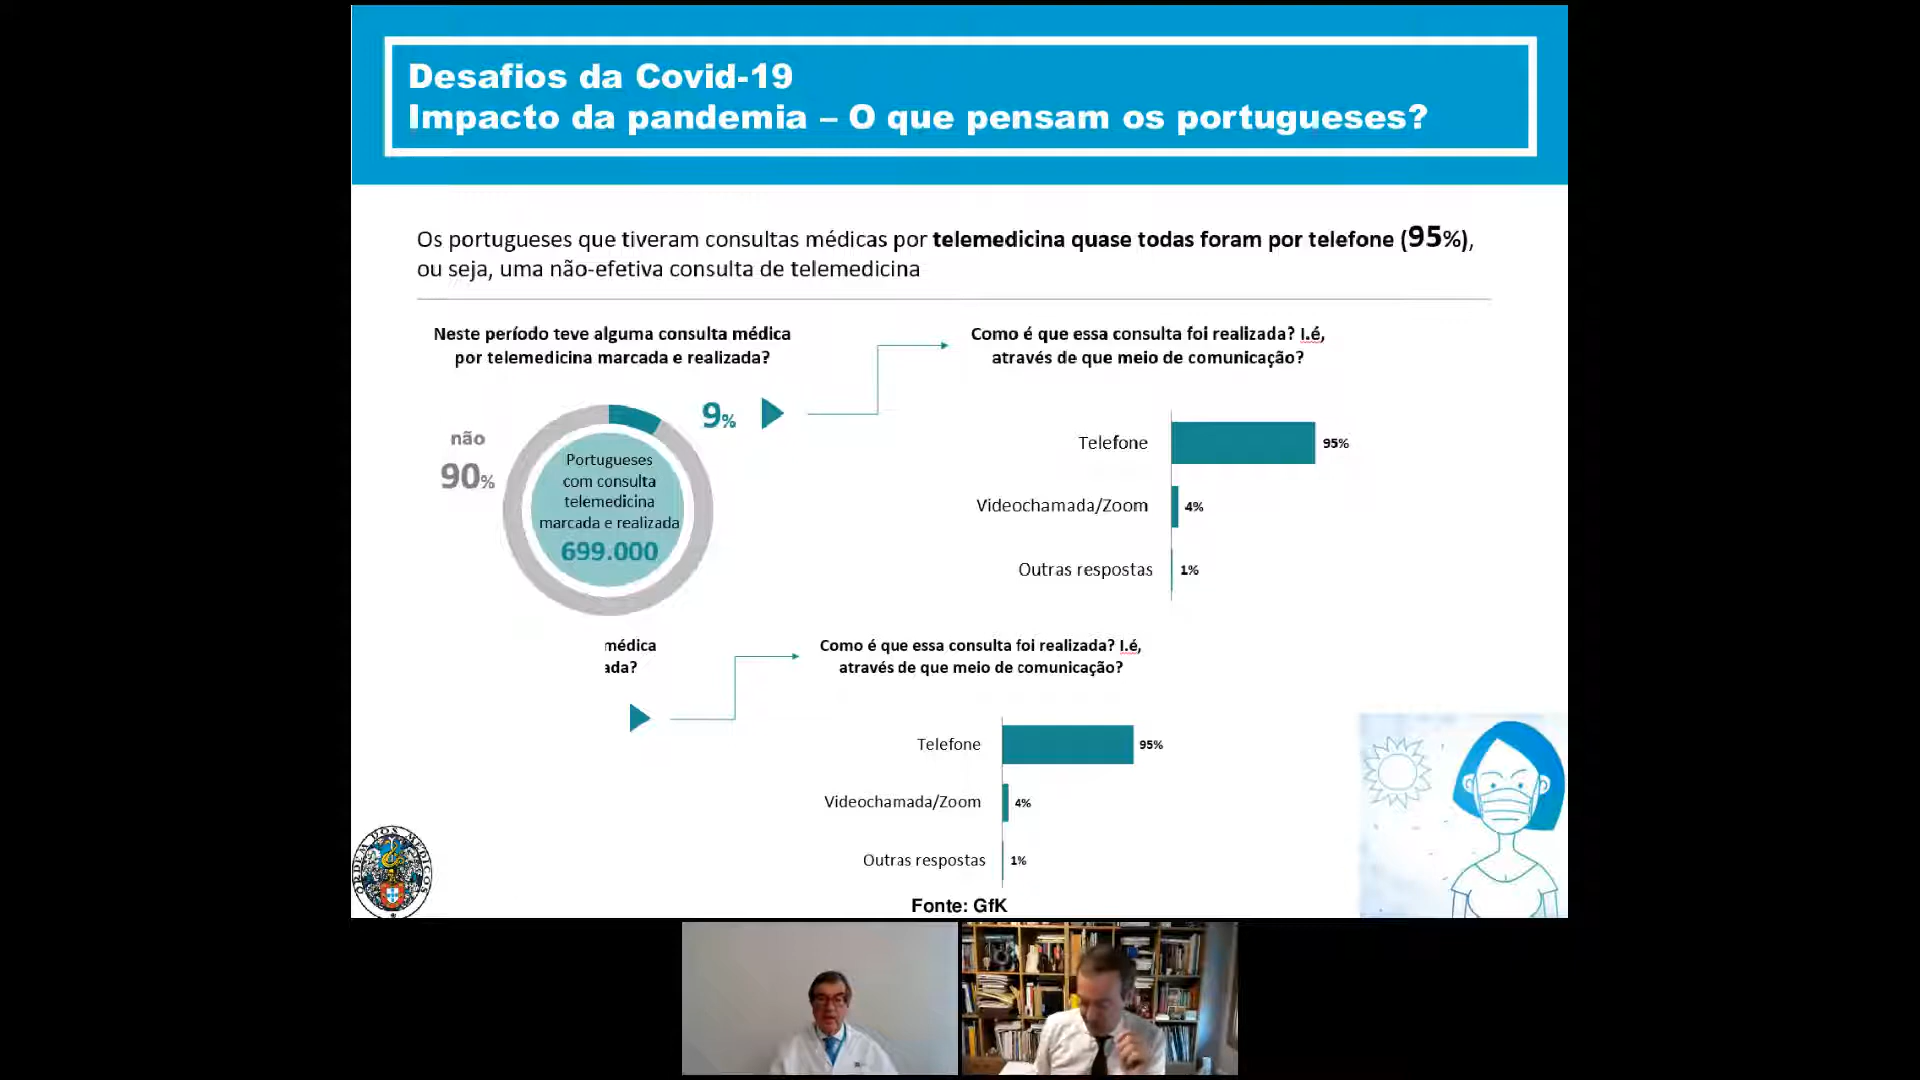 Desafios da Covid-19
Impacto da pandemia – O que pensam os portugueses?
Os portugueses que tiveram consultas médicas por telemedicina quase todas foram por telefone (95%),
ou seja, uma não-efetiva consulta de telemedicina
Neste período teve alguma consulta médica
por telemedicina marcada e realizada?
não
90%
9%
Portugueses
com consulta
telemedicina
marcada e realizada
699.000
Como é que essa consulta foi realizada? I.é,
através de que meio de comunicação?
Telefone 95%
Videochamada/Zoom 4%
Outras respostas 1%
médica
ada?
Como é que essa consulta foi realizada? I.é,
através de que meio de comunicação?
Telefone 95%
Videochamada/Zoom 4%
Outras respostas 1%
Fonte: GfK
ORDEM DOS MÉDICOS